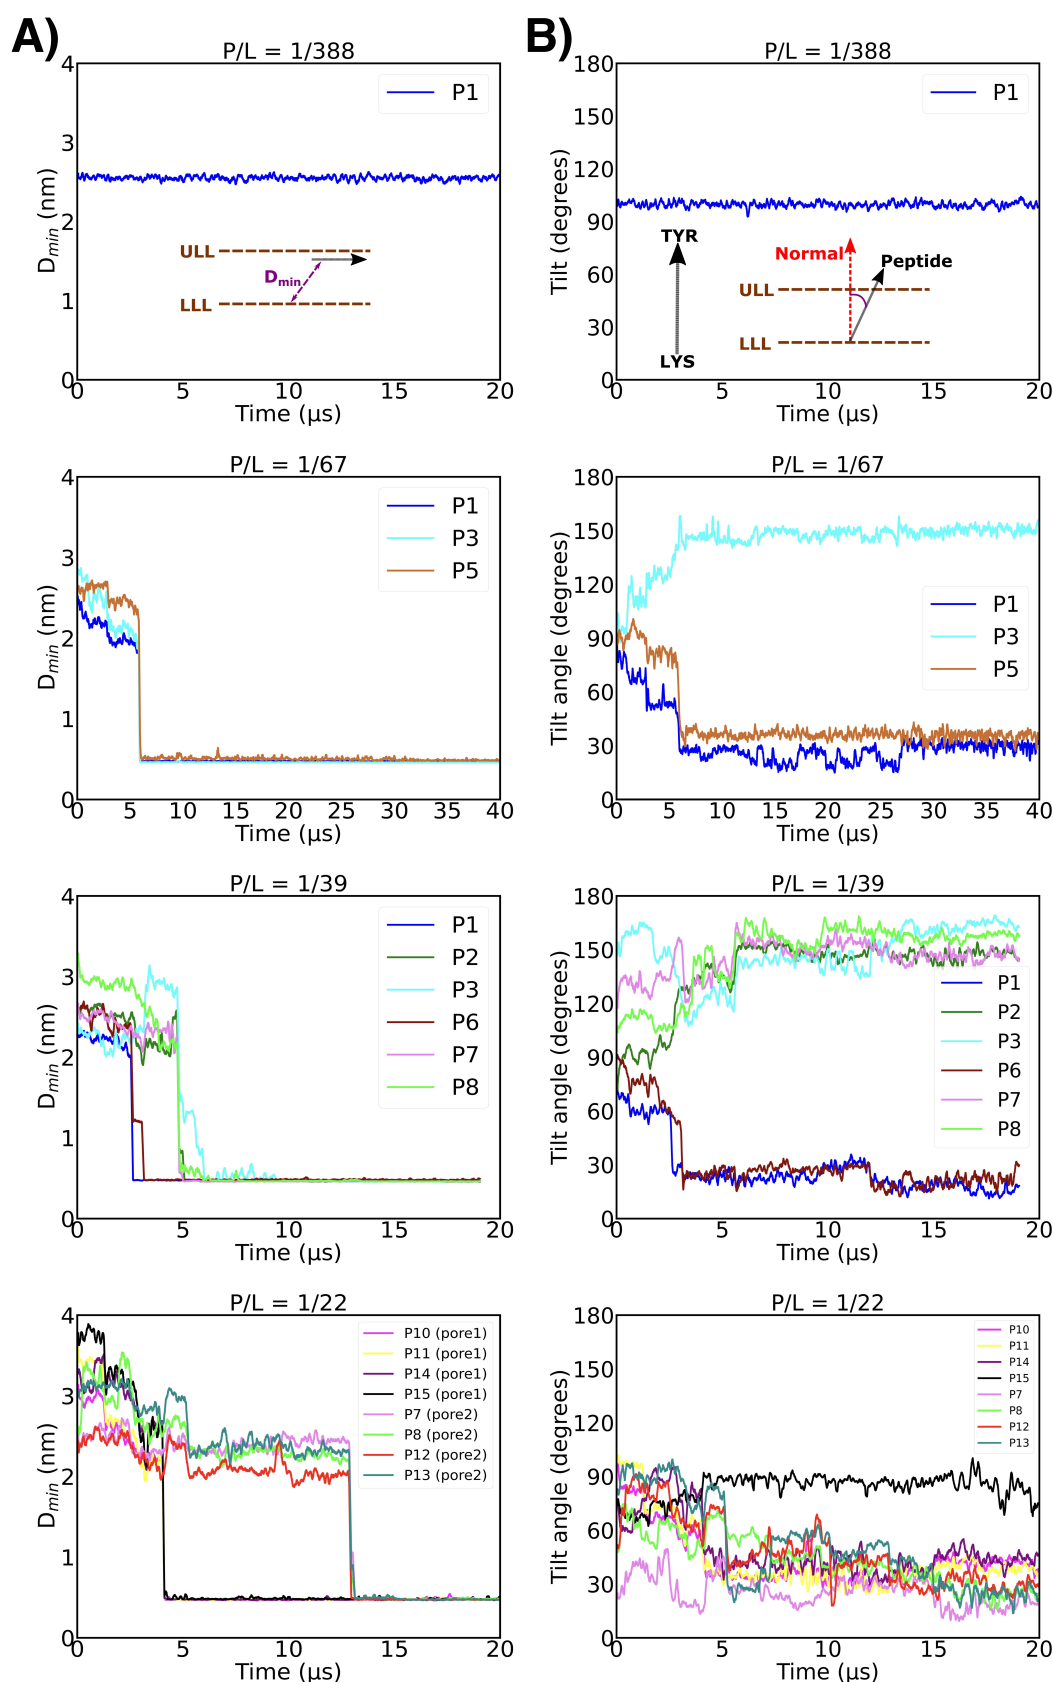 A)
B)
P/L = 1/388
4
3
2
1
0
D_min (nm)
P1
ULL
D_min
LLL
0 5 10 15 20
Time (μs)
P/L = 1/388
180
150
120
90
60
30
0
Tilt (degrees)
P1
TYR
LYS
Normal
Peptide
ULL
LLL
0 5 10 15 20
Time (μs)
P/L = 1/67
4
3
2
1
0
D_min (nm)
P1
P3
P5
0 5 10 15 20 25 30 35 40
Time (μs)
P/L = 1/67
180
150
120
90
60
30
0
Tilt angle (degrees)
P1
P3
P5
0 5 10 15 20 25 30 35 40
Time (μs)
P/L = 1/39
4
3
2
1
0
D_min (nm)
P1
P2
P3
P6
P7
P8
0 5 10 15 20
Time (μs)
P/L = 1/39
180
150
120
90
60
30
0
Tilt angle (degrees)
P1
P2
P3
P6
P7
P8
0 5 10 15 20
Time (μs)
P/L = 1/22
4
3
2
1
0
D_min (nm)
P10 (pore1)
P11 (pore1)
P14 (pore1)
P15 (pore1)
P7 (pore2)
P8 (pore2)
P12 (pore2)
P13 (pore2)
0 5 10 15 20
Time (μs)
P/L = 1/22
180
150
120
90
60
30
0
Tilt angle (degrees)
P10
P11
P14
P15
P7
P8
P12
P13
0 5 10 15 20
Time (μs)